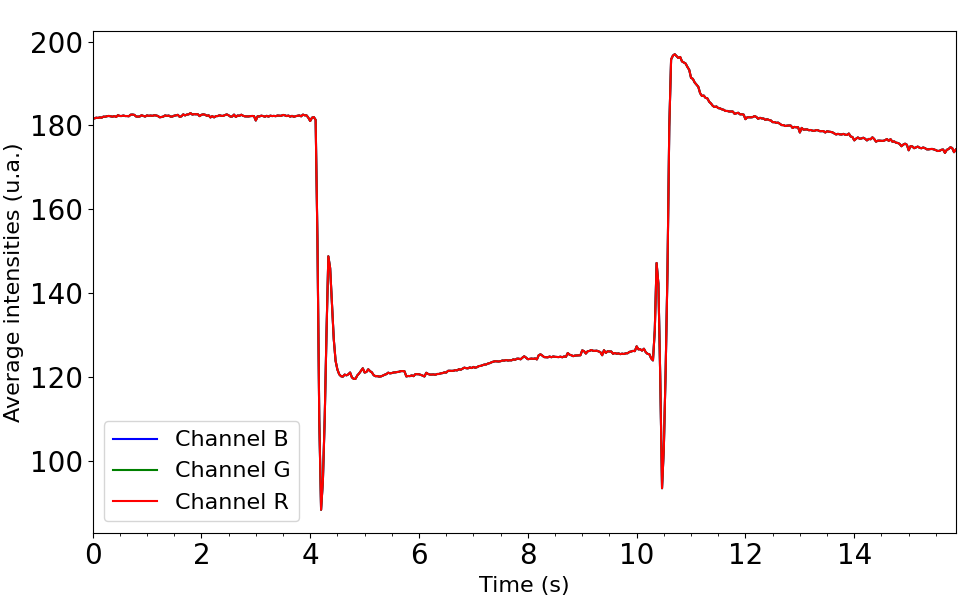 200
180
160
140
120
100
Average intensities (u.a.)
Channel B
Channel G
Channel R
0 2 4 6 8 10 12 14
Time (s)